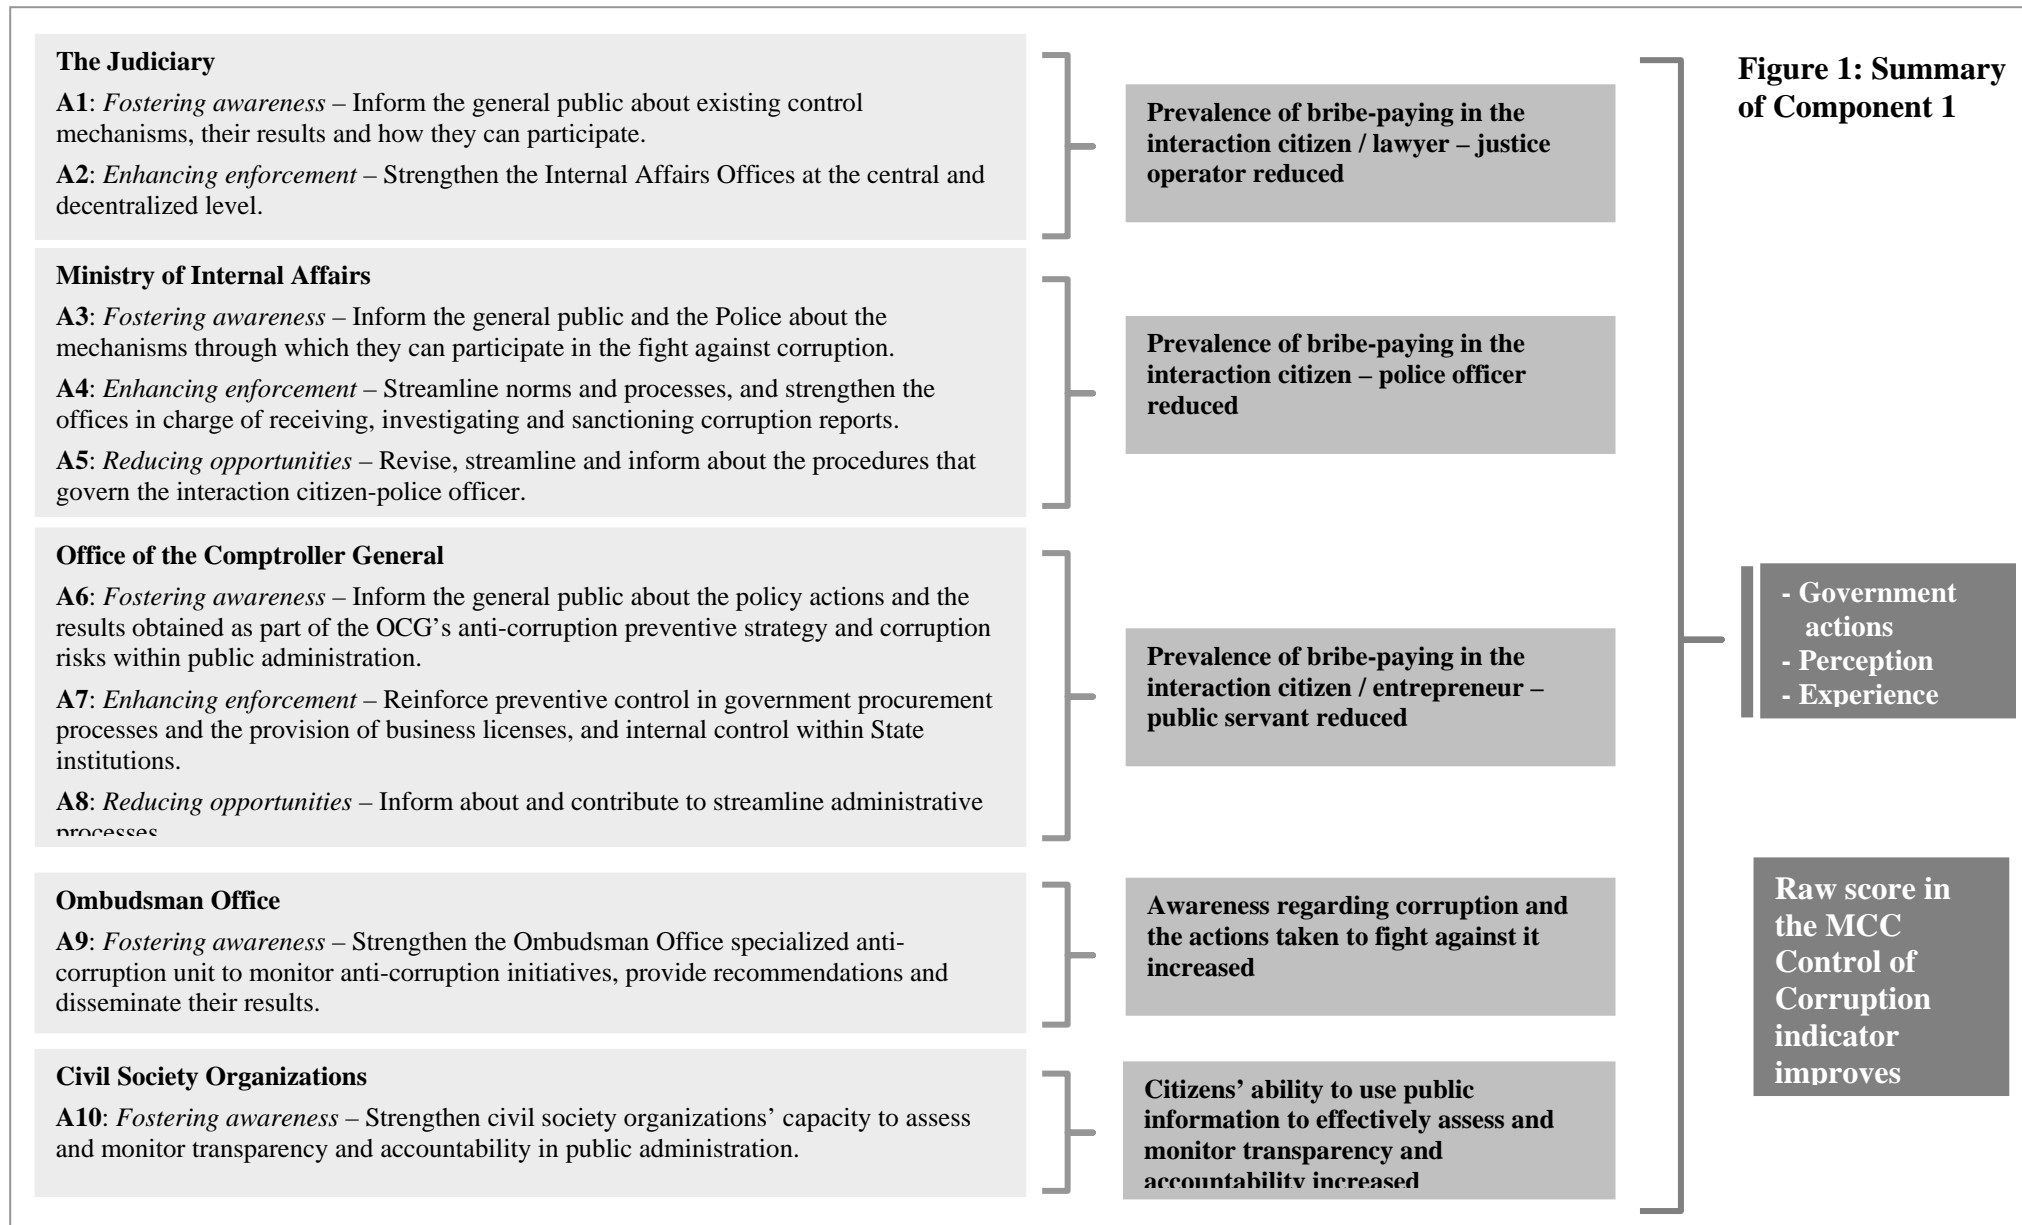 The Judiciary
A1: Fostering awareness – Inform the general public about existing control
mechanisms, their results and how they can participate.
A2: Enhancing enforcement – Strengthen the Internal Affairs Offices at the central and
decentralized level.
Prevalence of bribe-paying in the
interaction citizen / lawyer – justice
operator reduced
Figure 1: Summary
of Component 1
Ministry of Internal Affairs
A3: Fostering awareness – Inform the general public and the Police about the
mechanisms through which they can participate in the fight against corruption.
A4: Enhancing enforcement – Streamline norms and processes, and strengthen the
offices in charge of receiving, investigating and sanctioning corruption reports.
A5: Reducing opportunities – Revise, streamline and inform about the procedures that
govern the interaction citizen-police officer.
Prevalence of bribe-paying in the
interaction citizen – police officer
reduced
Office of the Comptroller General
A6: Fostering awareness – Inform the general public about the policy actions and the
results obtained as part of the OCG’s anti-corruption preventive strategy and corruption
risks within public administration.
A7: Enhancing enforcement – Reinforce preventive control in government procurement
processes and the provision of business licenses, and internal control within State
institutions.
A8: Reducing opportunities – Inform about and contribute to streamline administrative
processes
Prevalence of bribe-paying in the
interaction citizen / entrepreneur –
public servant reduced
- Government
actions
- Perception
- Experience
Ombudsman Office
A9: Fostering awareness – Strengthen the Ombudsman Office specialized anti-
corruption unit to monitor anti-corruption initiatives, provide recommendations and
disseminate their results.
Awareness regarding corruption and
the actions taken to fight against it
increased
Raw score in
the MCC
Control of
Corruption
indicator
improves
Civil Society Organizations
A10: Fostering awareness – Strengthen civil society organizations’ capacity to assess
and monitor transparency and accountability in public administration.
Citizens’ ability to use public
information to effectively assess and
monitor transparency and
accountability increased